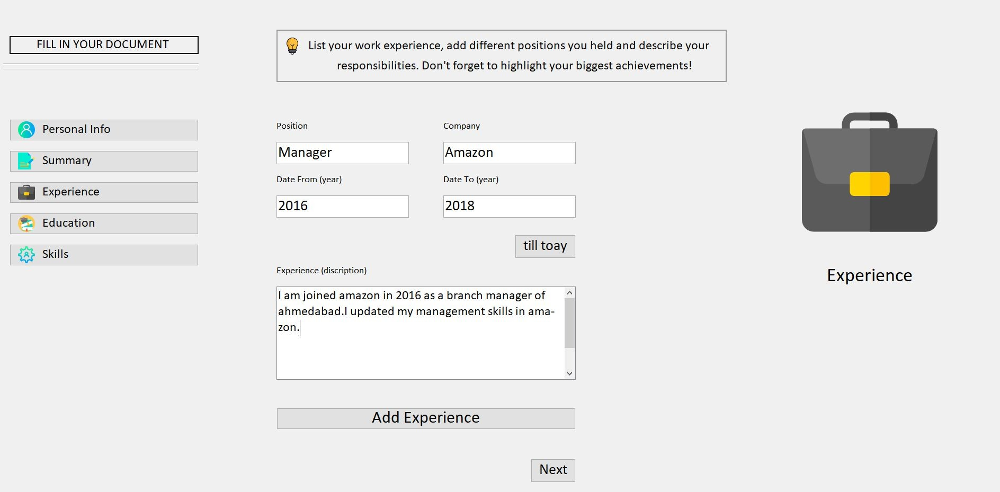 FILL IN YOUR DOCUMENT
List your work experience, add different positions you held and describe your
responsibilities. Don't forget to highlight your biggest achievements!
Personal Info
Summary
Experience
Education
Skills
Position
Company
Manager
Amazon
Date From (year)
Date To (year)
2016
2018
till toay
Experience (discription)
I am joined amazon in 2016 as a branch manager of
ahmedabad.I updated my management skills in ama-
zon.
Add Experience
Next
Experience